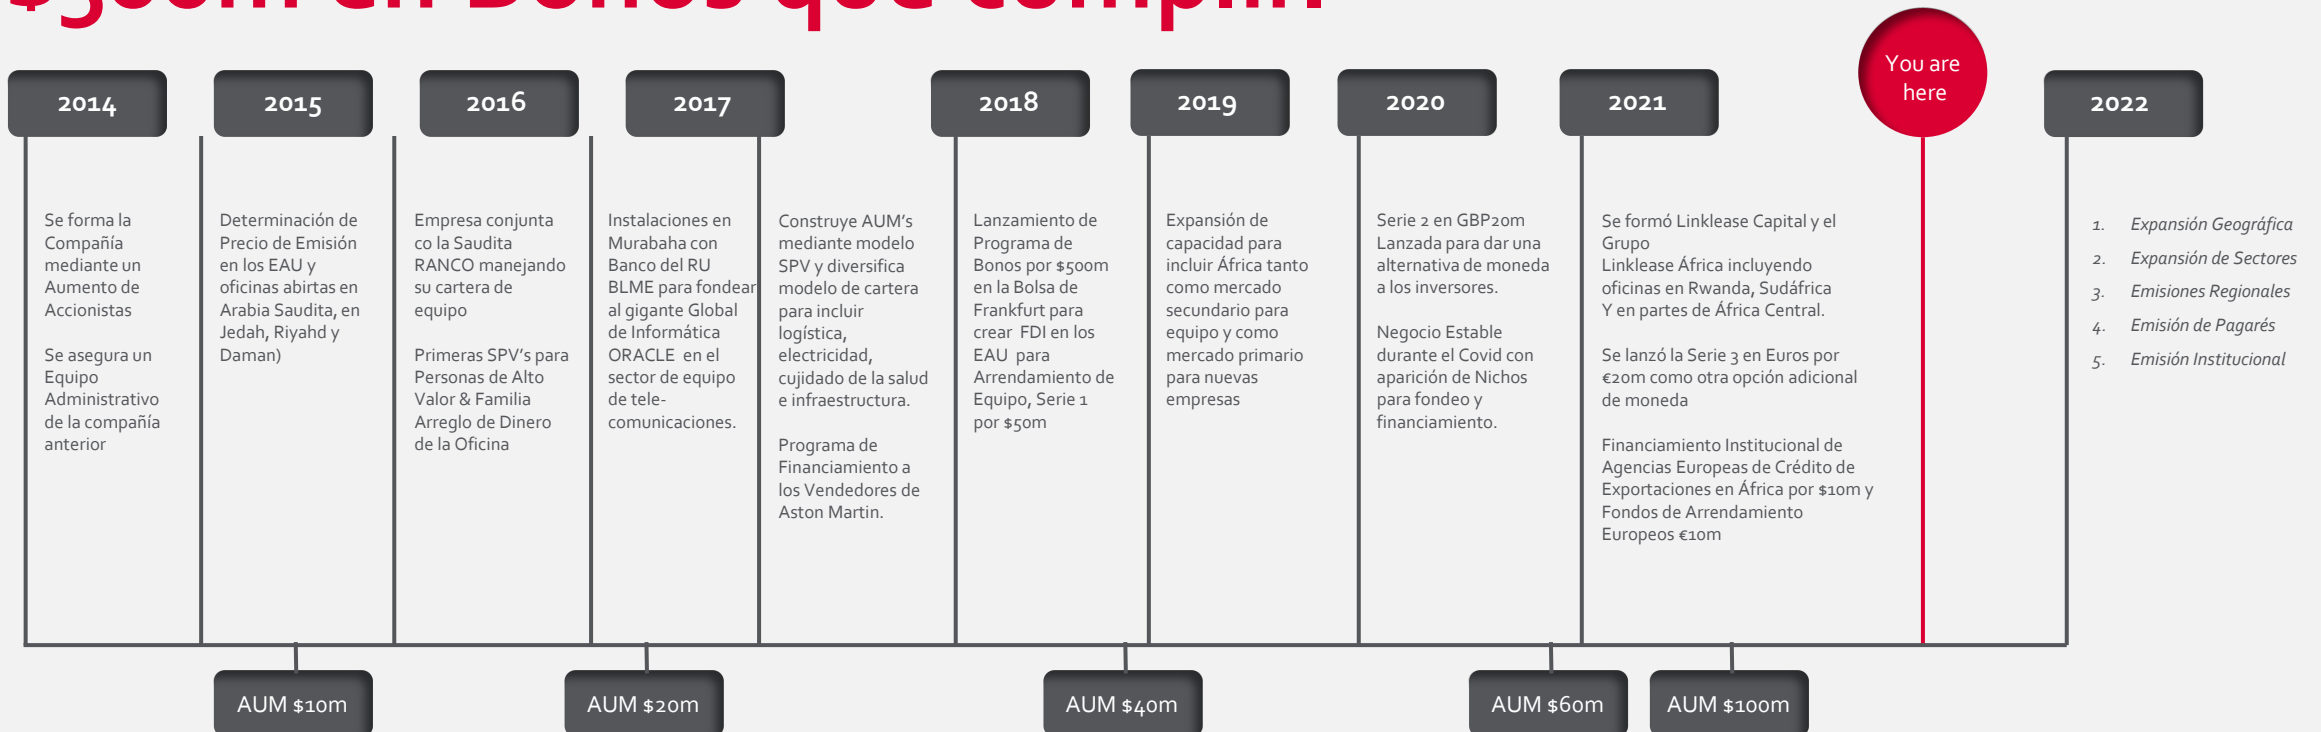 $500m en Bonos que cumplir.
2014
2015
2016
2017
2018
2019
2020
2021
You are
here
2022
Se forma la
Compañía
mediante un
Aumento de
Accionistas
Se asegura un
Equipo
Administrativo
de la compañía
anterior
Determinación de
Precio de Emisión
en los EAU y
oficinas abirtas en
Arabia Saudita, en
Jedah, Riyahd y
Daman)
Empresa conjunta
co la Saudita
RANCO manejando
su cartera de
equipo
Primeras SPV's para
Personas de Alto
Valor & Familia
Arreglo de Dinero
de la Oficina
Instalaciones en
Murabaha con
Banco del RU
BLME para fondear
al gigante Global
de Informática
ORACLE en el
sector de equipo
de tele-
comunicaciones.
Construye AUM's
mediante modelo
SPV y diversifica
modelo de cartera
para incluir
logística,
electricidad,
cujidado de la salud
e infraestructura.
Programa de
Financiamiento a
los Vendedores de
Aston Martin.
Lanzamiento de
Programa de
Bonos por $500m
en la Bolsa de
Frankfurt para
crear FDI en los
EAU para
Arrendamiento de
Equipo, Serie 1
por $50m
Expansión de
capacidad para
incluir África tanto
como mercado
secundario para
equipo y como
mercado primario
para nuevas
empresas
Serie 2 en GBP20m
Lanzada para dar una
alternativa de moneda
a los inversores.
Negocio Estable
durante el Covid con
aparición de Nichos
para fondeo y
financiamiento.
Se formó Linklease Capital y el
Grupo
Linklease África incluyendo
oficinas en Rwanda, Sudáfrica
Y en partes de África Central.
Se lanzó la Serie 3 en Euros por
€20m como otra opción adicional
de moneda
Financiamiento Institucional de
Agencias Europeas de Crédito de
Exportaciones en África por $10m y
Fondos de Arrendamiento
Europeos €10m
1. Expansión Geográfica
2. Expansión de Sectores
3. Emisiones Regionales
4. Emisión de Pagarés
5. Emisión Institucional
AUM $10m
AUM $20m
AUM $40m
AUM $60m
AUM $100m